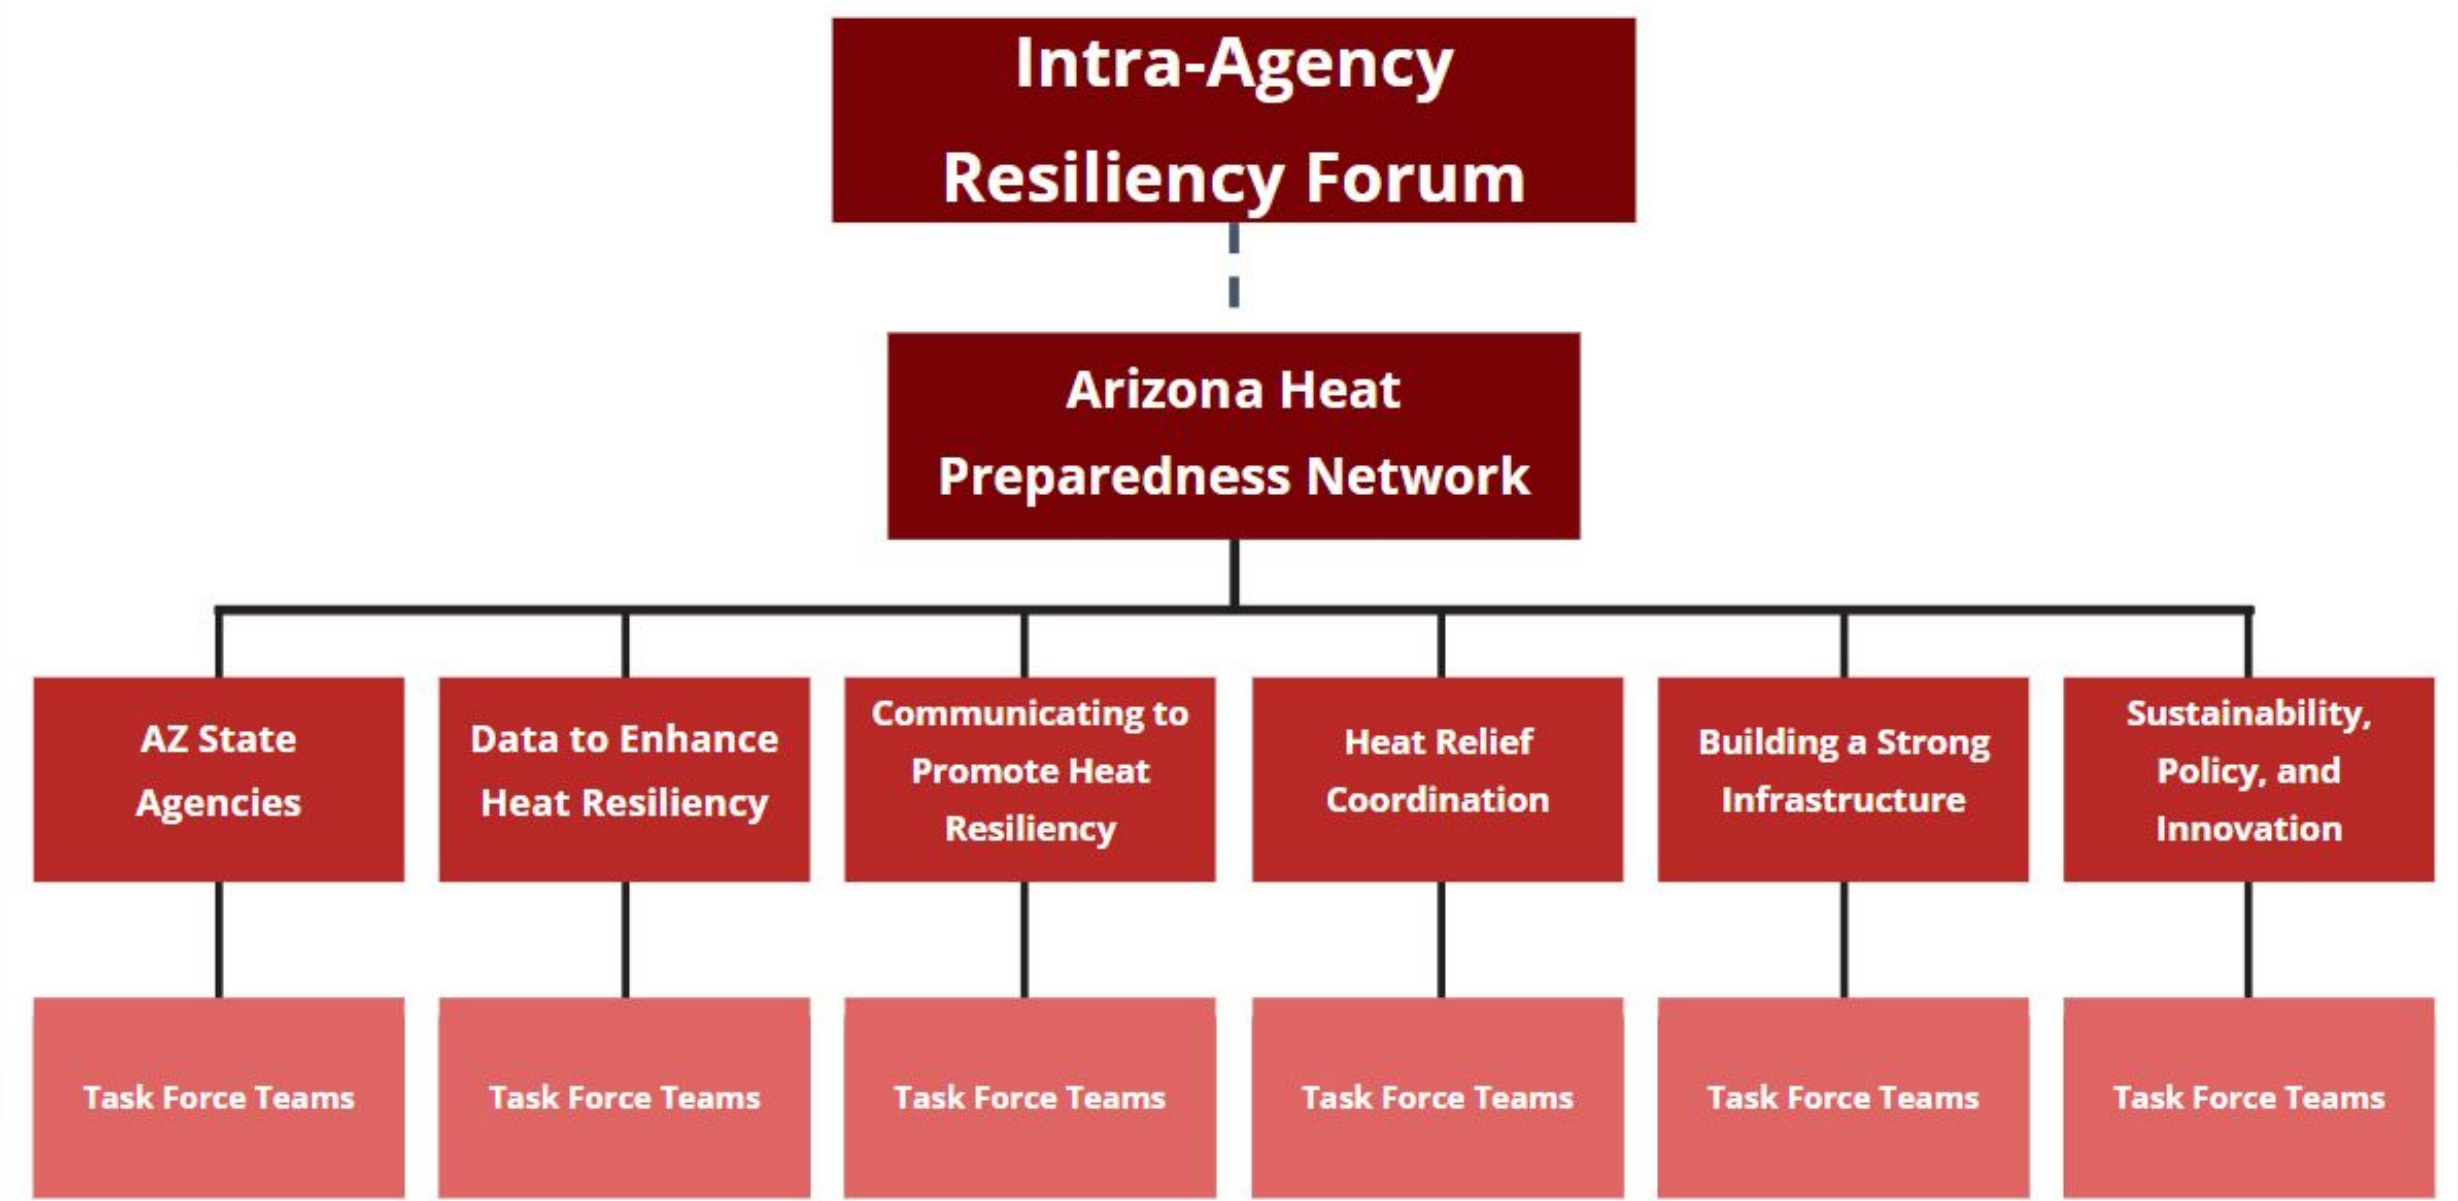 Intra-Agency
Resiliency Forum
Arizona Heat
Preparedness Network
AZ State
Agencies
Data to Enhance
Heat Resiliency
Communicating to
Promote Heat
Resiliency
Heat Relief
Coordination
Building a Strong
Infrastructure
Sustainability,
Policy, and
Innovation
Task Force Teams
Task Force Teams
Task Force Teams
Task Force Teams
Task Force Teams
Task Force Teams